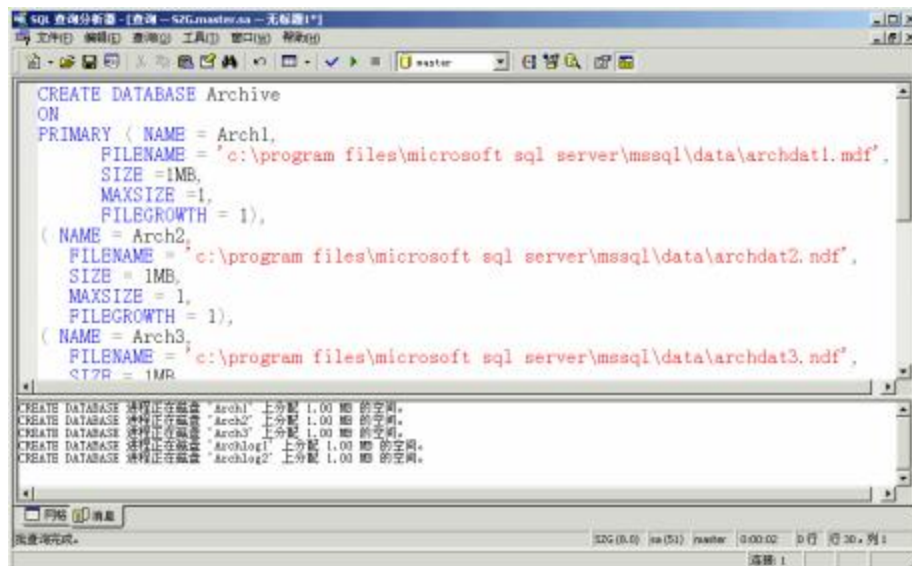 SQL 查询分析器 - [查询 -- SZG.master.sa -- 无标题1*]
文件(F) 编辑(E) 查询(Q) 工具(T) 窗口(W) 帮助(H)
master
CREATE DATABASE Archive
ON
PRIMARY ( NAME = Arch1,
FILENAME = 'c:\program files\microsoft sql server\mssql\data\archdat1.mdf',
SIZE =1MB,
MAXSIZE =1,
FILEGROWTH = 1),
( NAME = Arch2,
FILENAME = 'c:\program files\microsoft sql server\mssql\data\archdat2.ndf',
SIZE = 1MB,
MAXSIZE = 1,
FILEGROWTH = 1),
( NAME = Arch3,
FILENAME = 'c:\program files\microsoft sql server\mssql\data\archdat3.ndf',
SIZE = 1MB
CREATE DATABASE 进程正在磁盘 'Arch1' 上分配 1.00 MB 的空间。
CREATE DATABASE 进程正在磁盘 'Arch2' 上分配 1.00 MB 的空间。
CREATE DATABASE 进程正在磁盘 'Arch3' 上分配 1.00 MB 的空间。
CREATE DATABASE 进程正在磁盘 'Archlog1' 上分配 1.00 MB 的空间。
CREATE DATABASE 进程正在磁盘 'Archlog2' 上分配 1.00 MB 的空间。
网格 消息
批查询完成。 SZG (8.0) sa (51) master 0:00:02 0 行 行 30，列 1
连接: 1